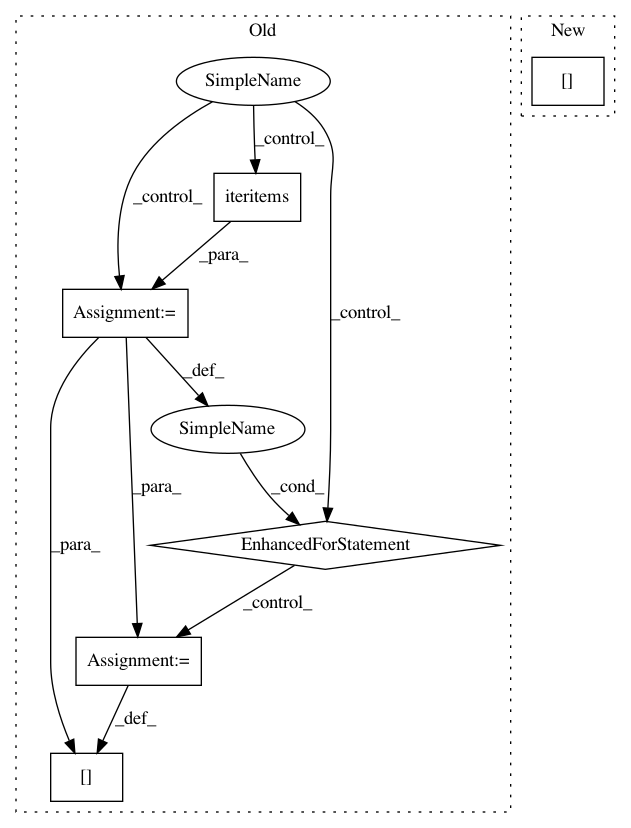 Old
New
SimpleName
[]
_control_
iteritems
_control_
_para_
Assignment:=
_control_
_def_
SimpleName
_para_
_cond_
_para_
EnhancedForStatement
_control_
Assignment:=
_def_
[]